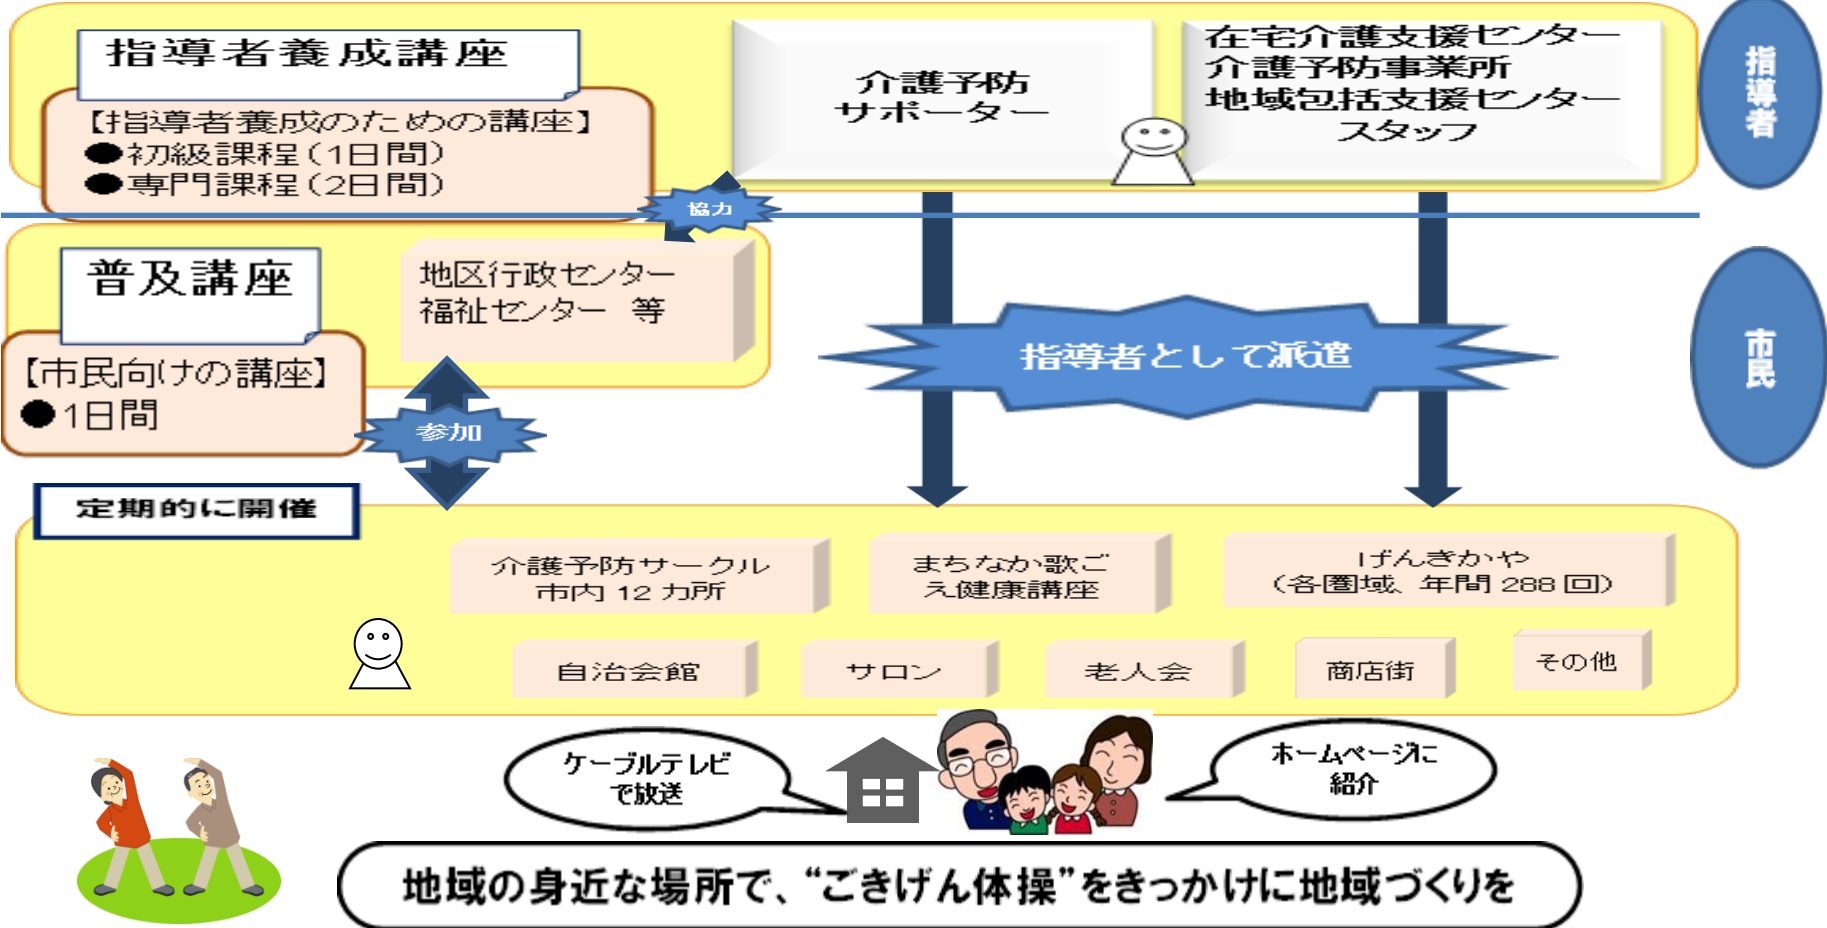 指導者養成講座
【指導者養成のための講座】
●初級課程(1日間)
●専門課程(2日間)
介護予防
サポーター
在宅介護支援センター
介護予防事業所
地域包括支援センター
スタッフ
指導者
協力
普及講座
【市民向けの講座】
●1日間
地区行政センター
福祉センター 等
指導者として派遣
市民
参加
定期的に開催
介護予防サークル
市内12カ所
まちなか歌ご
え健康講座
げんきかや
(各圏域、年間288回)
自治会館
サロン
老人会
商店街
その他
ケーブルテレビ
で放送
ホームページに
紹介
地域の身近な場所で、“ごきげん体操”をきっかけに地域づくりを